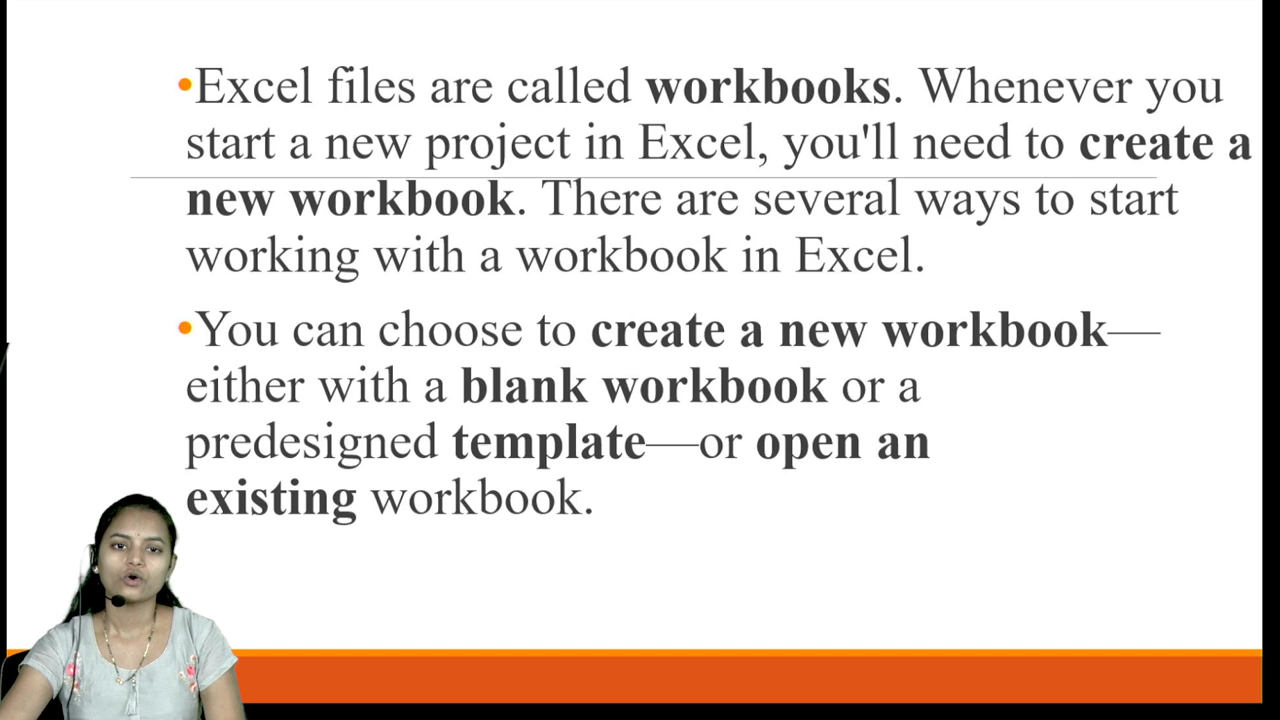 •Excel files are called workbooks. Whenever you
start a new project in Excel, you'll need to create a
new workbook. There are several ways to start
working with a workbook in Excel.
•You can choose to create a new workbook—
either with a blank workbook or a
predesigned template—or open an
existing workbook.